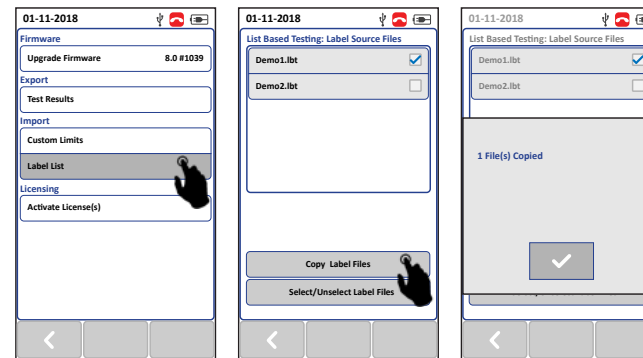 01-11-2018
Firmware
Upgrade Firmware 8.0 #1039
Export
Test Results
Import
Custom Limits
Label List
Licensing
Activate License(s)
01-11-2018
List Based Testing: Label Source Files
Demo1.lbt
Demo2.lbt
Copy Label Files
Select/Unselect Label Files
01-11-2018
List Based Testing: Label Source Files
Demo1.lbt
Demo2.lbt
1 File(s) Copied